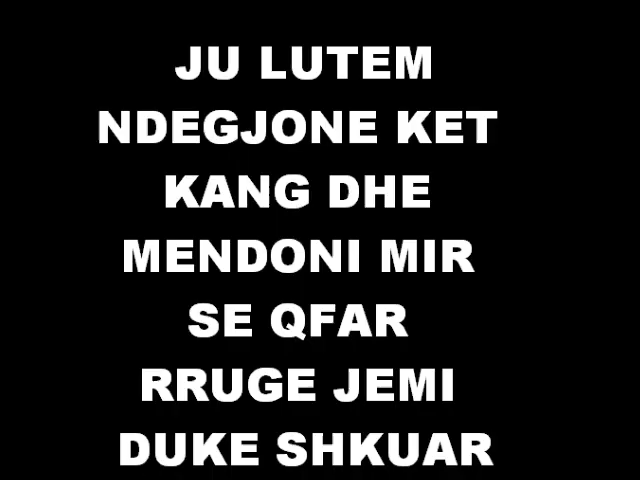 JU LUTEM
NDEGJONE KET
KANG DHE
MENDONI MIR
SE QFAR
RRUGE JEMI
DUKE SHKUAR